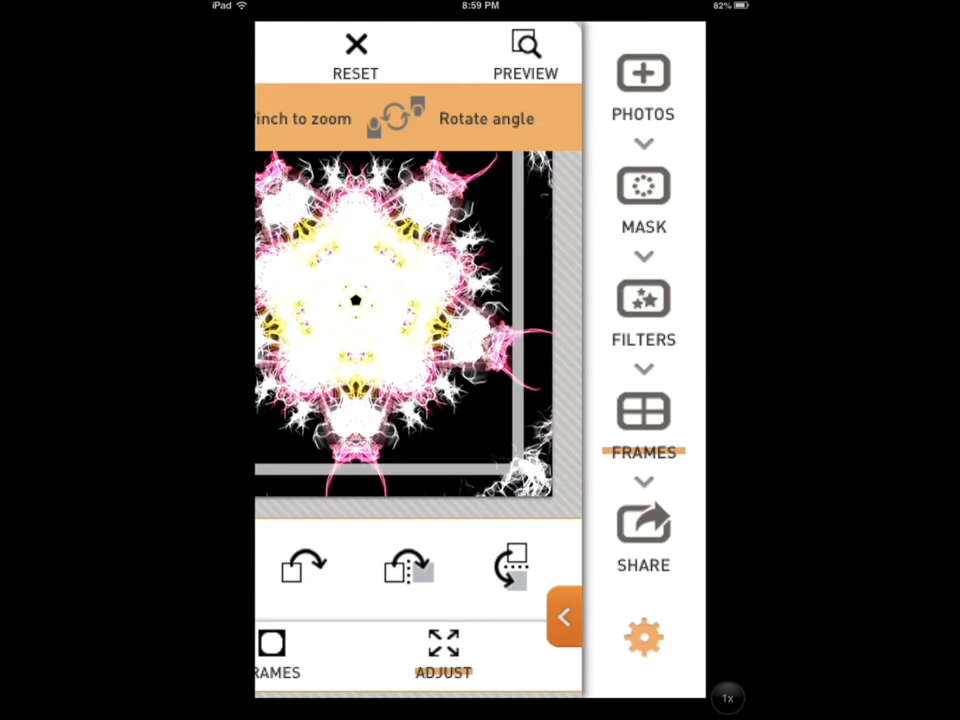 iPad
8:59 PM
82%
RESET
PREVIEW
inch to zoom
Rotate angle
PHOTOS
MASK
FILTERS
FRAMES
SHARE
RAMES
ADJUST
1x